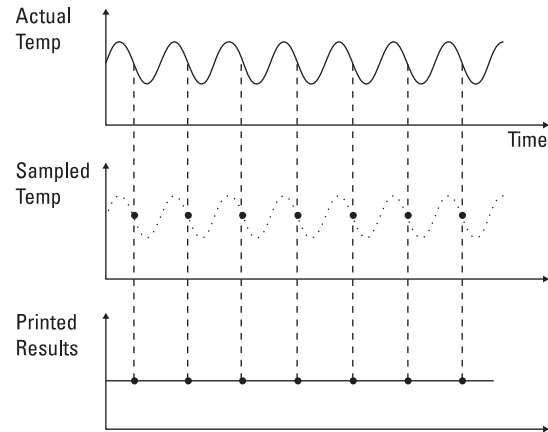 Actual
Temp
Time
Sampled
Temp
Printed
Results